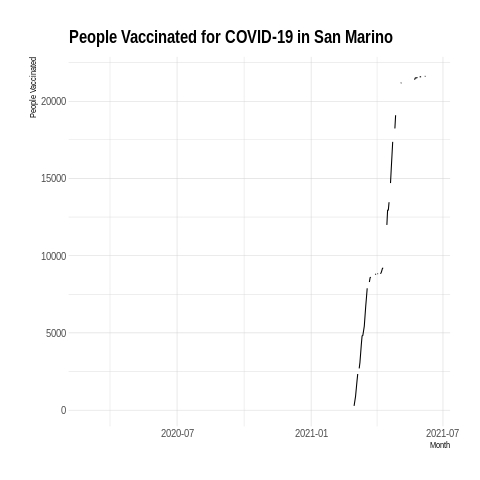 People Vaccinated for COVID-19 in San Marino
People Vaccinated
20000
15000
10000
5000
0
2020-07
2021-01
2021-07
Month